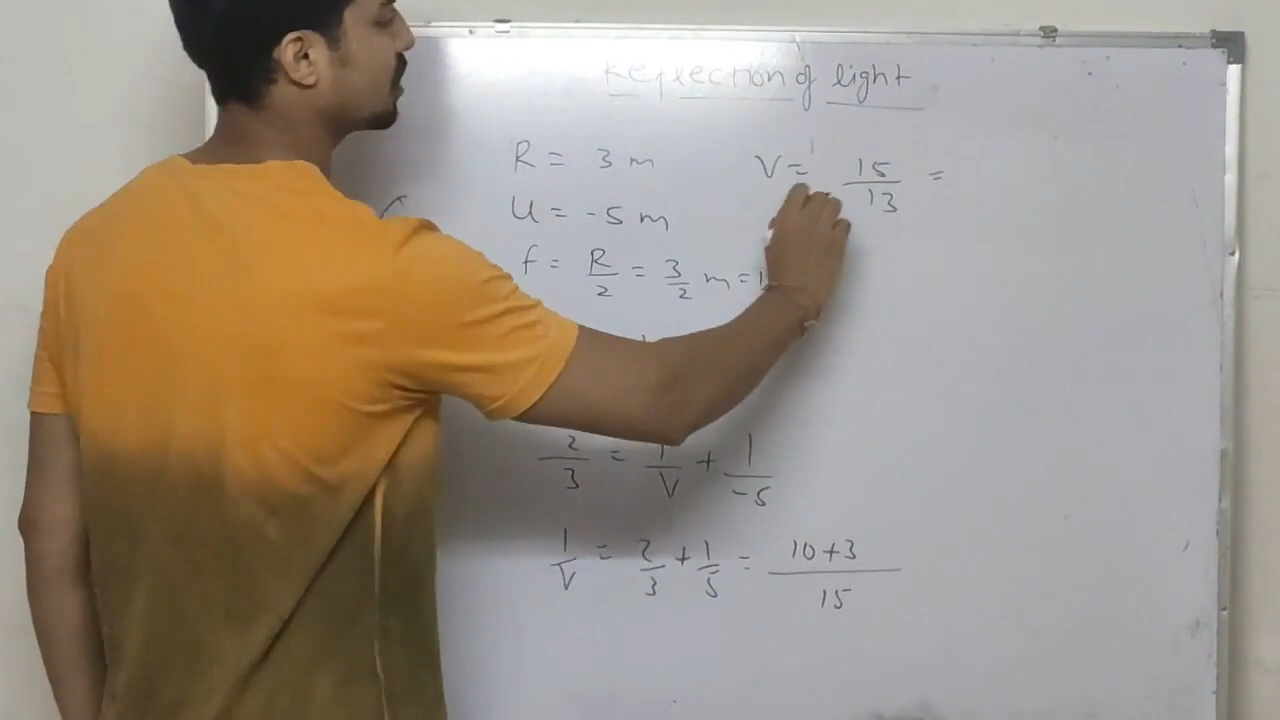 Reflection of light
R = 3 m
U = -5 m
f = R/2 = 3/2 m = 1
2/3 = 1/V + 1/-5
1/V = 2/3 + 1/5 = 10+3/15
V = 15/13 =